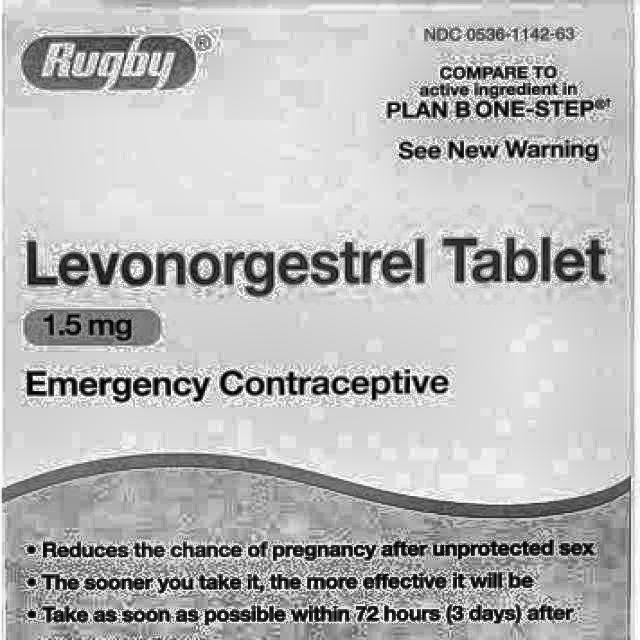 Rugby®
NDC 0536-1142-63
COMPARE TO
active ingredient in
PLAN B ONE-STEP®†
See New Warning
Levonorgestrel Tablet
1.5 mg
Emergency Contraceptive
• Reduces the chance of pregnancy after unprotected sex
• The sooner you take it, the more effective it will be
• Take as soon as possible within 72 hours (3 days) after